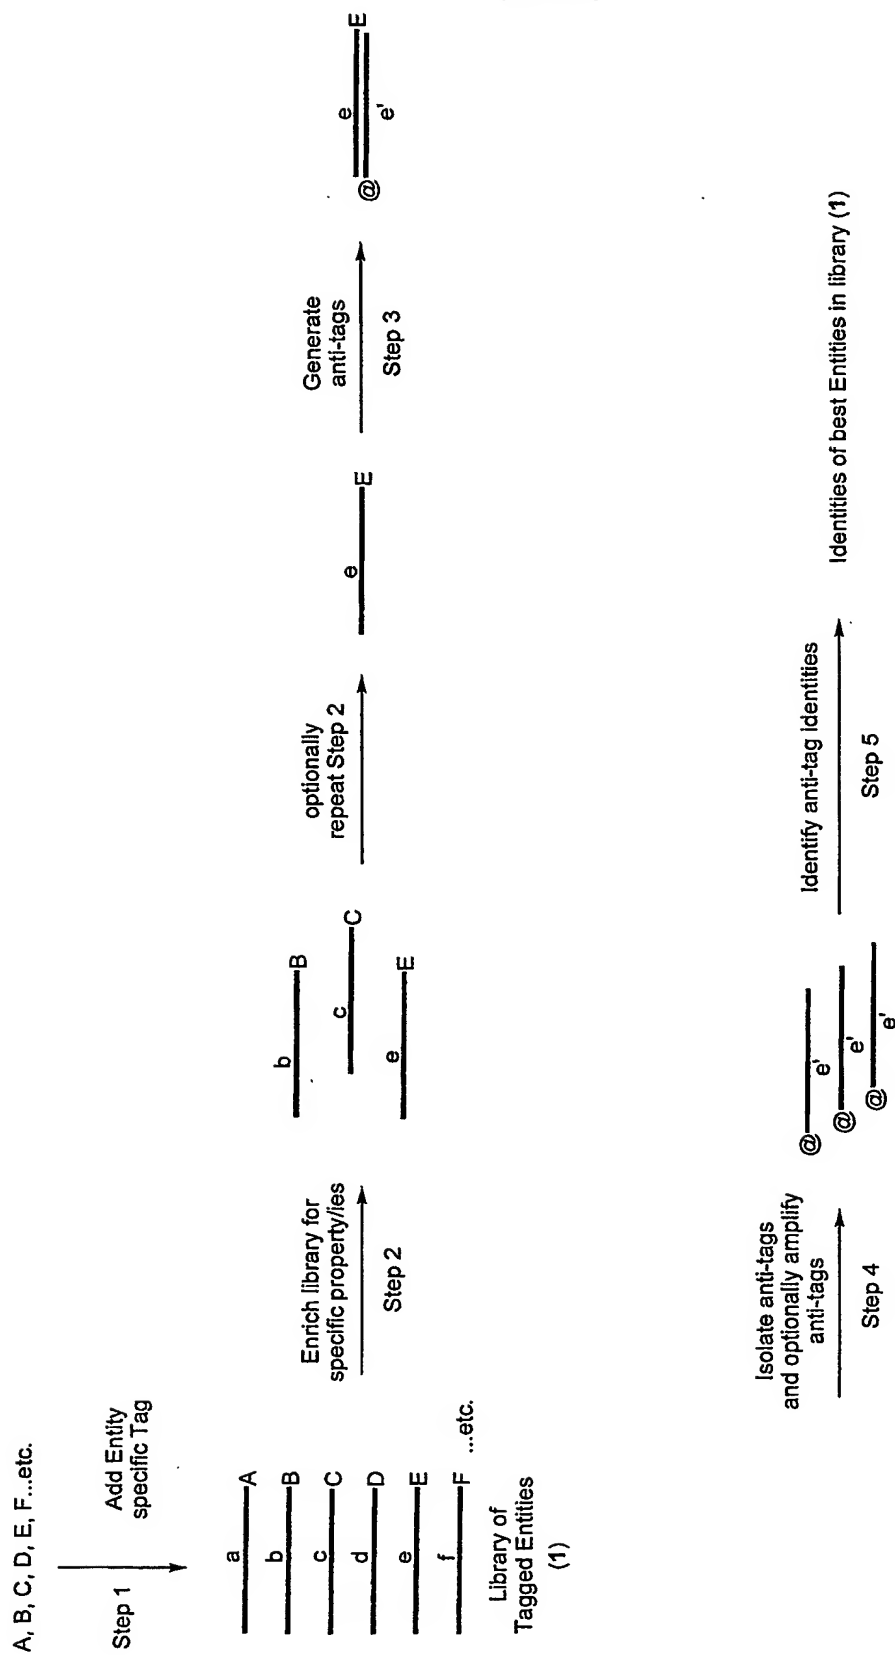 A, B, C, D, E, F...etc.
Step 1
Add Entity
specific Tag
a
A
b
B
c
C
d
D
e
E
f
F
...etc.
Library of
Tagged Entities
(1)
Enrich library for
specific property/ies
Step 2
b
B
c
C
e
E
optionally
repeat Step 2
e
E
Generate
anti-tags
Step 3
e
E
@
e'
Isolate anti-tags
and optionally amplify
anti-tags
Step 4
@
e'
@
e'
@
e'
Identify anti-tag identities
Step 5
Identities of best Entities in library (1)